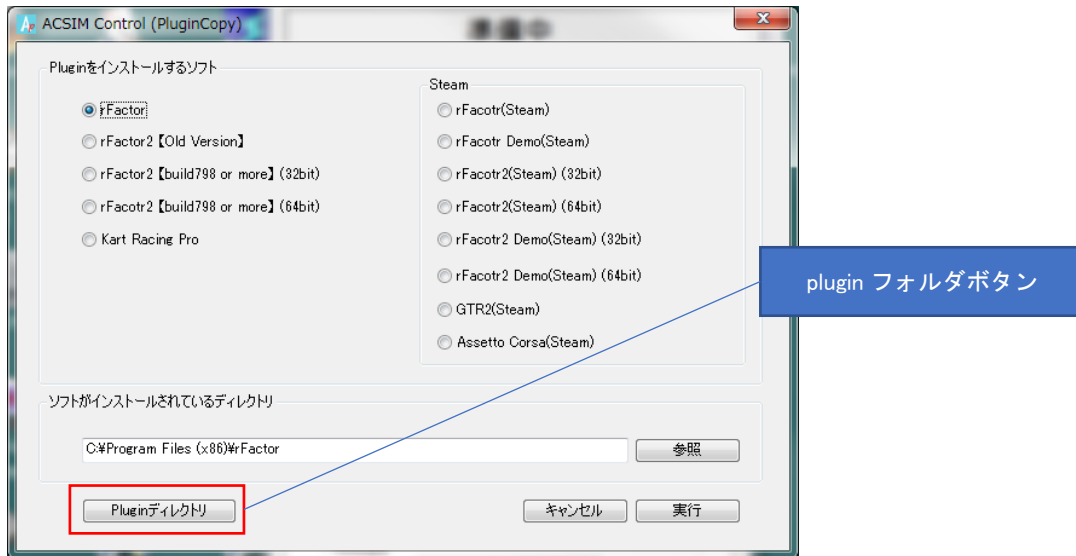 ACSIM Control (PluginCopy)
準備中
Pluginをインストールするソフト
rFactor
rFactor2【Old Version】
rFactor2【build798 or more】(32bit)
rFacotr2【build798 or more】(64bit)
Kart Racing Pro
Steam
rFacotr(Steam)
rFacotr Demo(Steam)
rFacotr2(Steam) (32bit)
rFacotr2(Steam) (64bit)
rFacotr2 Demo(Steam) (32bit)
rFacotr2 Demo(Steam) (64bit)
GTR2(Steam)
Assetto Corsa(Steam)
plugin フォルダボタン
ソフトがインストールされているディレクトリ
C:¥Program Files (x86)¥rFactor
参照
Pluginディレクトリ
キャンセル
実行